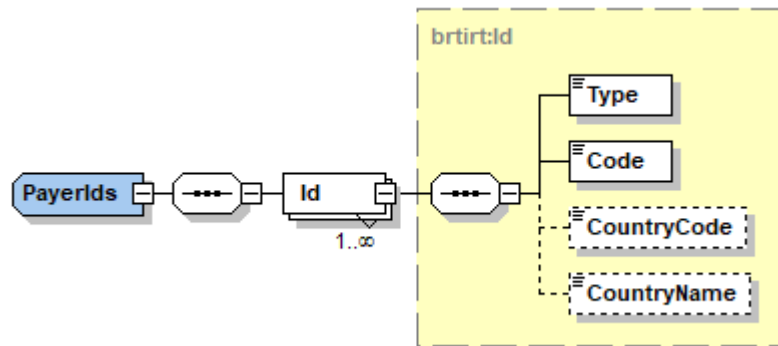 brtirt:Id
Type
PayerIds
Id
Code
1..∞
CountryCode
CountryName